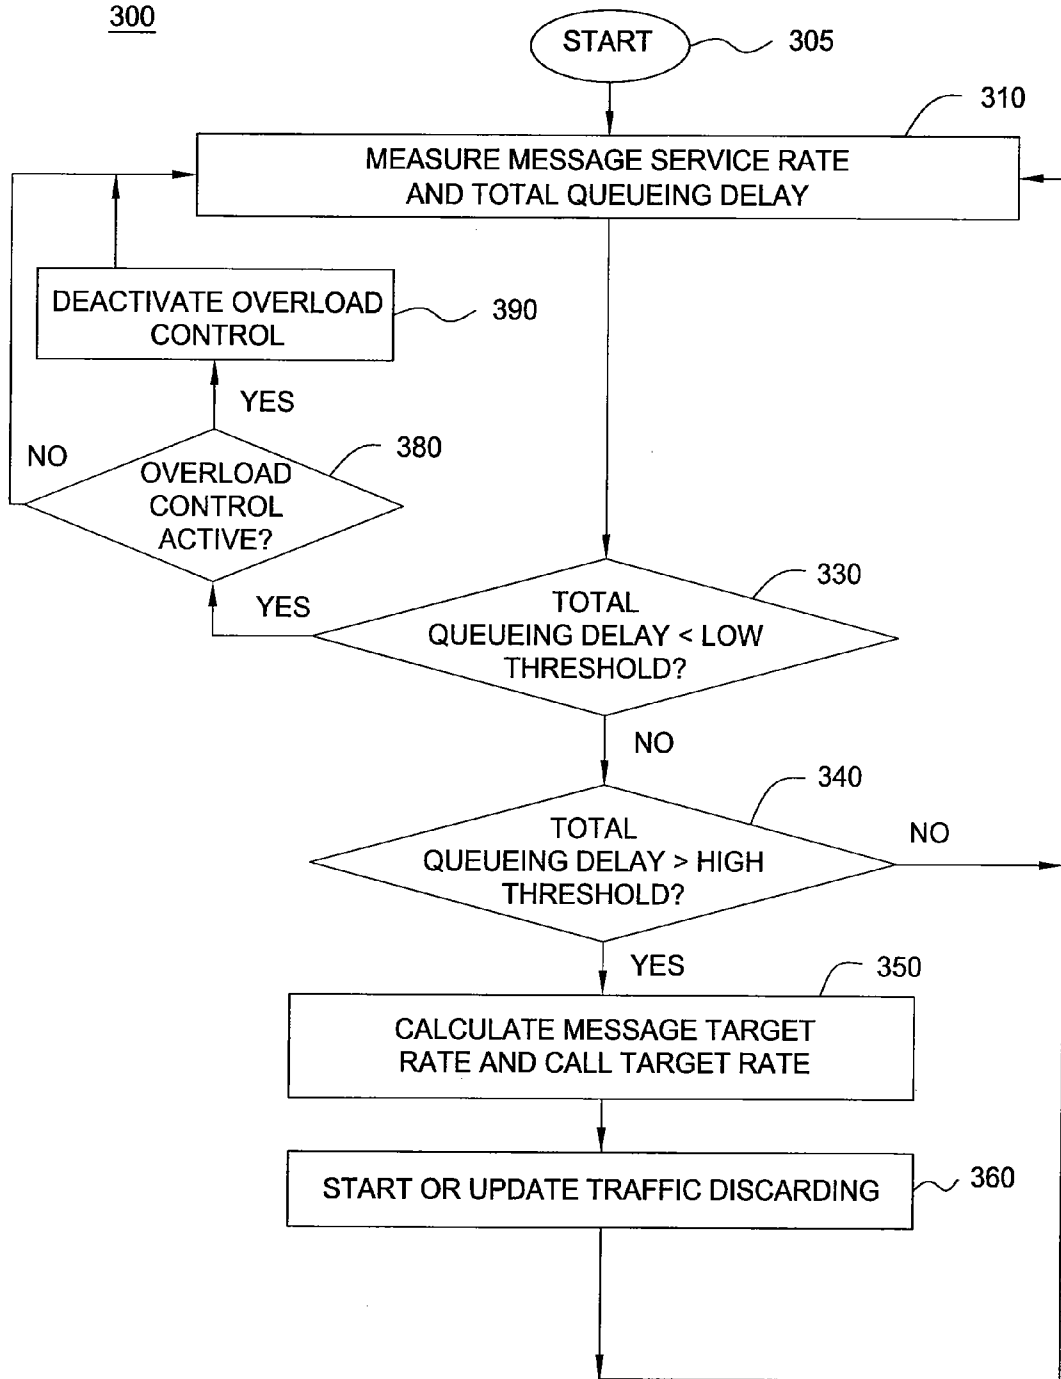 300
START
305
310
MEASURE MESSAGE SERVICE RATE
AND TOTAL QUEUEING DELAY
DEACTIVATE OVERLOAD
CONTROL
390
YES
NO
380
OVERLOAD
CONTROL
ACTIVE?
YES
330
TOTAL
QUEUEING DELAY < LOW
THRESHOLD?
NO
340
TOTAL
QUEUEING DELAY > HIGH
THRESHOLD?
NO
YES
350
CALCULATE MESSAGE TARGET
RATE AND CALL TARGET RATE
START OR UPDATE TRAFFIC DISCARDING
360